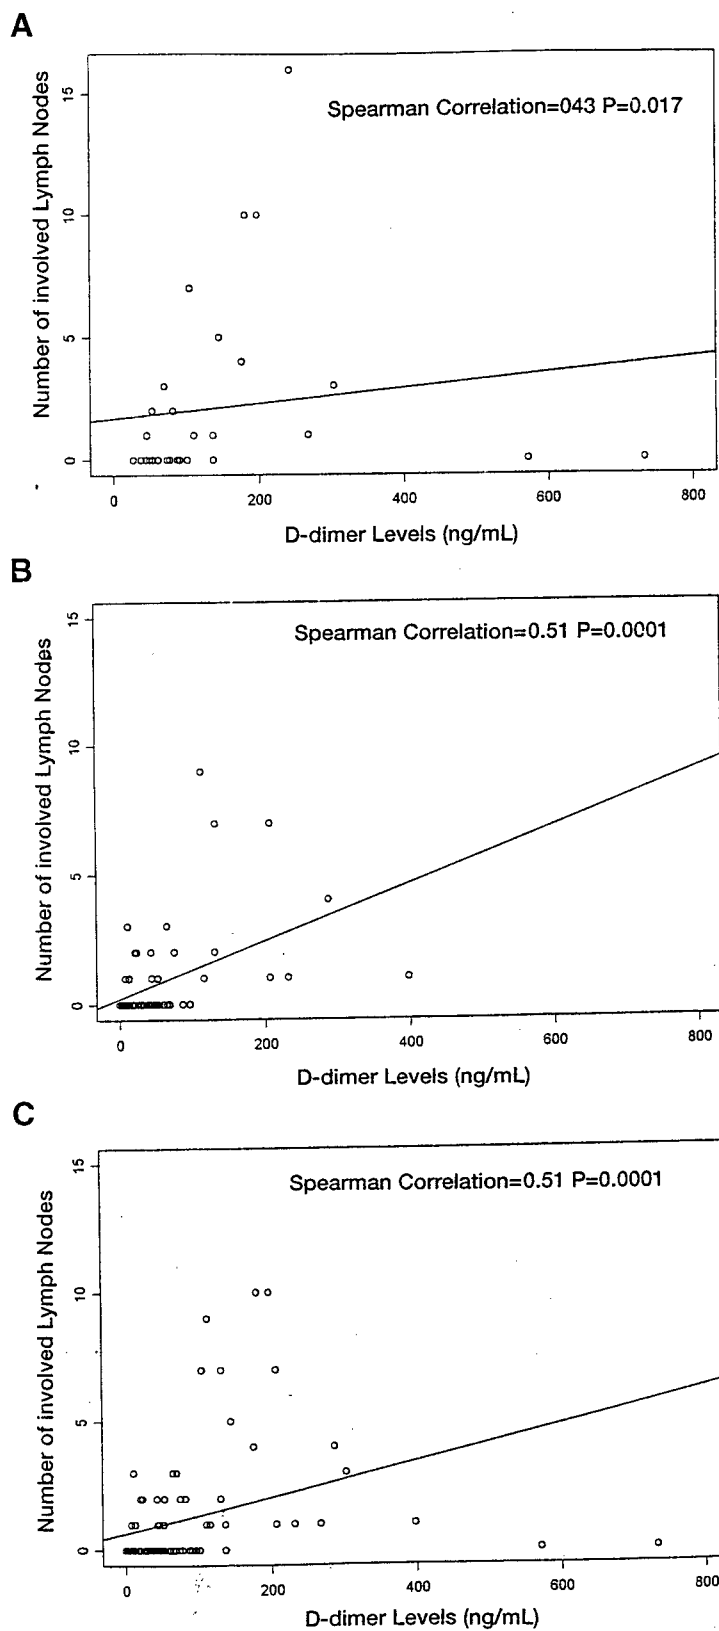 A
Number of involved Lymph Nodes
15
10
5
0
Spearman Correlation=043 P=0.017
0 200 400 600 800
D-dimer Levels (ng/mL)
B
Number of involved Lymph Nodes
15
10
5
0
Spearman Correlation=0.51 P=0.0001
0 200 400 600 800
D-dimer Levels (ng/mL)
C
Number of involved Lymph Nodes
15
10
5
0
Spearman Correlation=0.51 P=0.0001
0 200 400 600 800
D-dimer Levels (ng/mL)